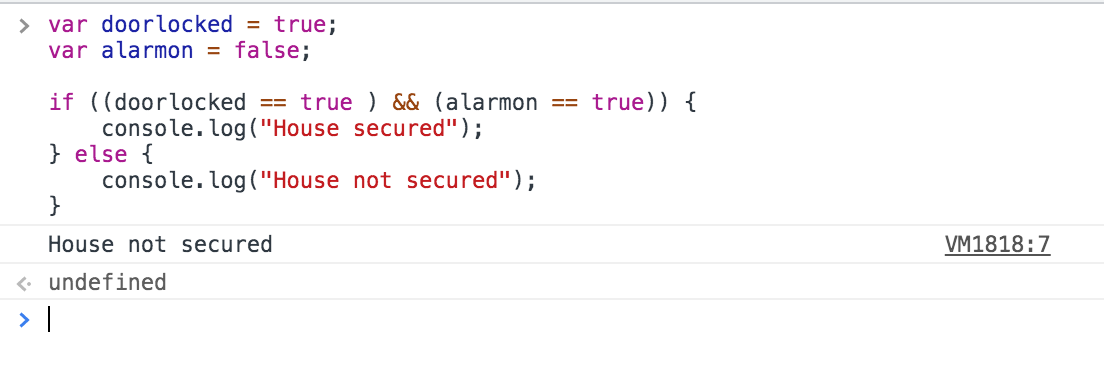 var doorlocked = true;
var alarmon = false;
if ((doorlocked == true ) && (alarmon == true)) {
    console.log("House secured");
} else {
    console.log("House not secured");
}
House not secured VM1818:7
undefined